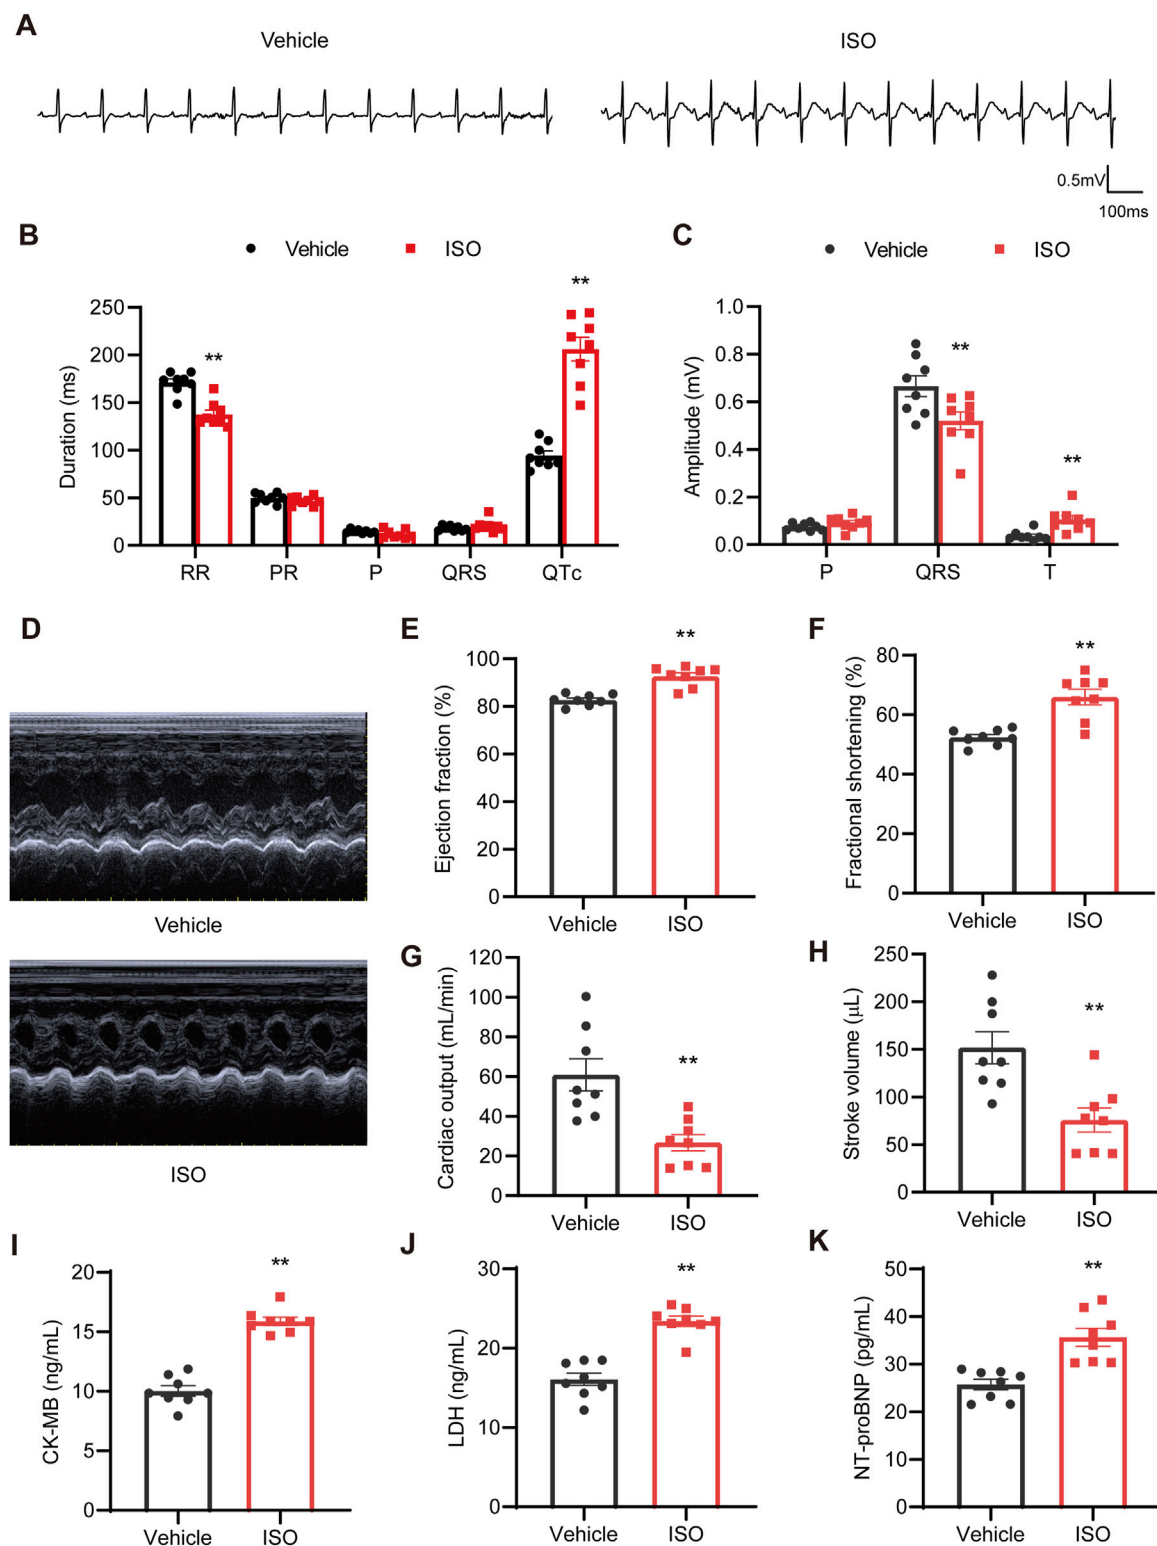 A
Vehicle
ISO
0.5mV
100ms
B
Vehicle
ISO
**
**
Duration (ms)
250
200
150
100
50
0
RR
PR
P
QRS
QTc
C
Vehicle
ISO
**
**
Amplitude (mV)
1.0
0.8
0.6
0.4
0.2
0.0
P
QRS
T
D
Vehicle
ISO
E
**
Ejection fraction (%)
100
80
60
40
20
0
Vehicle
ISO
F
**
Fractional shortening (%)
80
60
40
20
0
Vehicle
ISO
G
**
Cardiac output (mL/min)
120
100
80
60
40
20
0
Vehicle
ISO
H
**
Stroke volume (μL)
250
200
150
100
50
0
Vehicle
ISO
I
**
CK-MB (ng/mL)
20
15
10
5
0
Vehicle
ISO
J
**
LDH (ng/mL)
30
20
10
0
Vehicle
ISO
K
**
NT-proBNP (pg/mL)
50
40
30
20
10
0
Vehicle
ISO